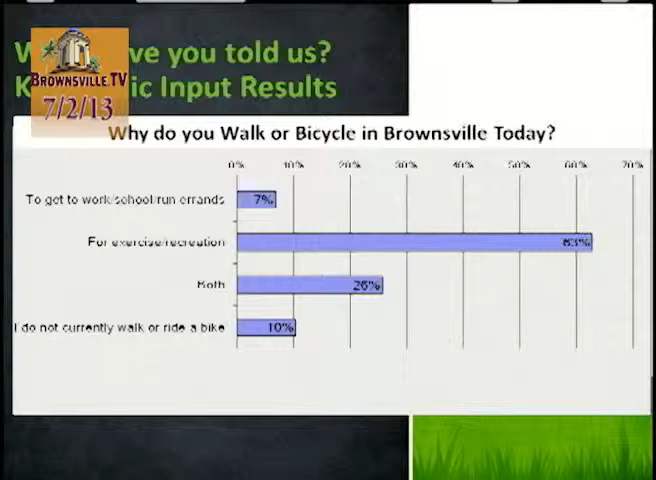 ve you told us?
ic Input Results
BROWNSVILLE.TV
7/2/13
Why do you Walk or Bicycle in Brownsville Today?
0% 10% 20% 30% 40% 50% 60% 70%
To get to work/school/run errands 7%
For exercise/recreation 63%
Both 26%
I do not currently walk or ride a bike 10%